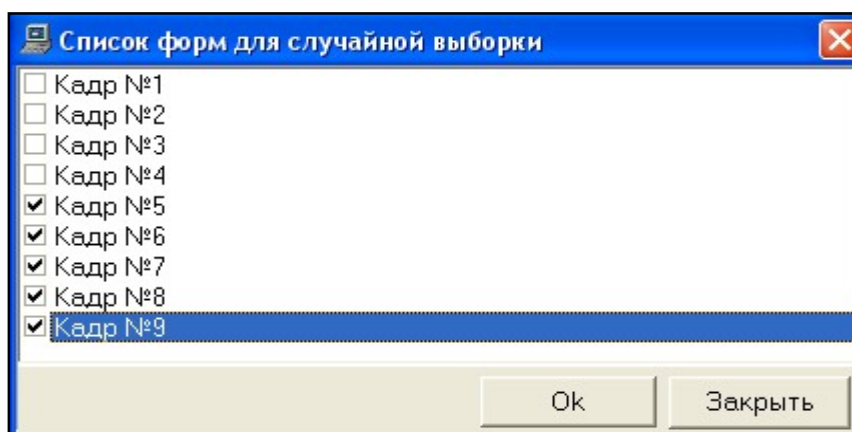 Список форм для случайной выборки
Кадр №1
Кадр №2
Кадр №3
Кадр №4
Кадр №5
Кадр №6
Кадр №7
Кадр №8
Кадр №9
Ok
Закрыть